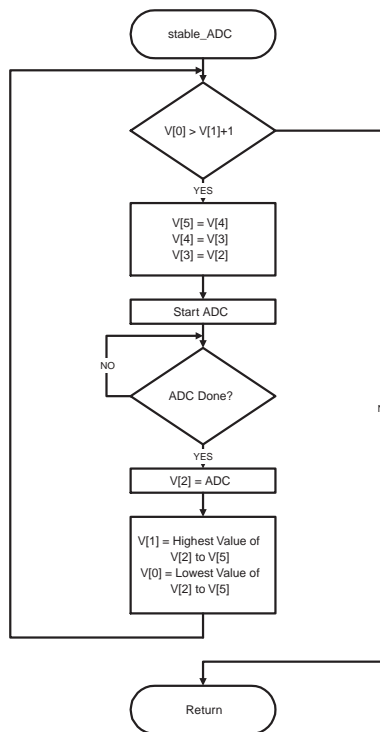 stable_ADC
V[0] > V[1]+1
YES
V[5] = V[4]
V[4] = V[3]
V[3] = V[2]
Start ADC
NO
ADC Done?
YES
V[2] = ADC
V[1] = Highest Value of
V[2] to V[5]
V[0] = Lowest Value of
V[2] to V[5]
Return